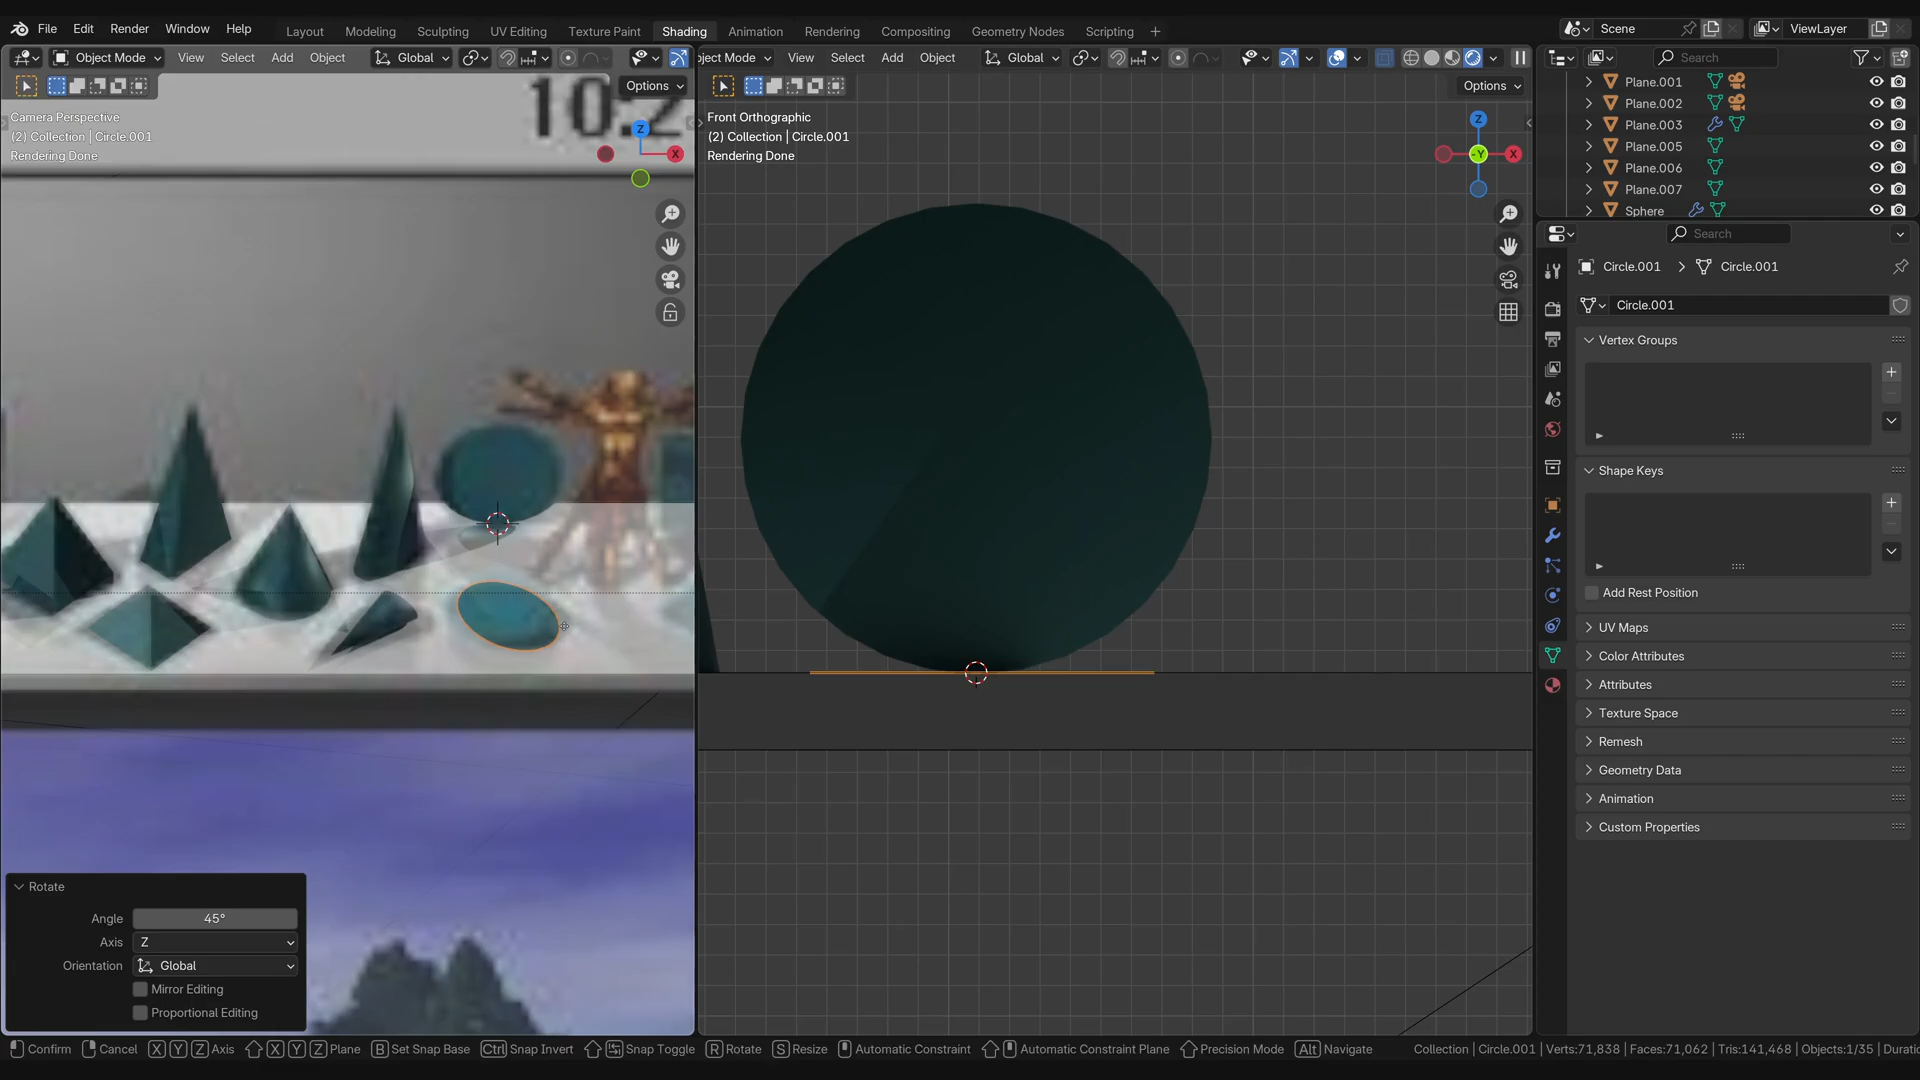 File Edit Render Window Help Layout Modeling Sculpting UV Editing Texture Paint Shading Animation Rendering Compositing Geometry Nodes Scripting Scene ViewLayer
Object Mode View Select Add Object Global
ject Mode View Select Add Object Global
Search
Options
Options
Camera Perspective
(2) Collection | Circle.001
Rendering Done
Z
X
Front Orthographic
(2) Collection | Circle.001
Rendering Done
Z
-Y
X
Plane.001
Plane.002
Plane.003
Plane.005
Plane.006
Plane.007
Sphere
Search
Circle.001 Circle.001
Circle.001
Vertex Groups
Shape Keys
Add Rest Position
UV Maps
Color Attributes
Attributes
Texture Space
Remesh
Geometry Data
Animation
Custom Properties
Rotate
Angle 45°
Axis Z
Orientation Global
Mirror Editing
Proportional Editing
Confirm Cancel X Y Z Axis X Y Z Plane B Set Snap Base Ctrl Snap Invert Snap Toggle R Rotate S Resize Automatic Constraint Automatic Constraint Plane Precision Mode Alt Navigate Collection | Circle.001 | Verts:71,838 | Faces:71,062 | Tris:141,468 | Objects:1/35 | Duratic